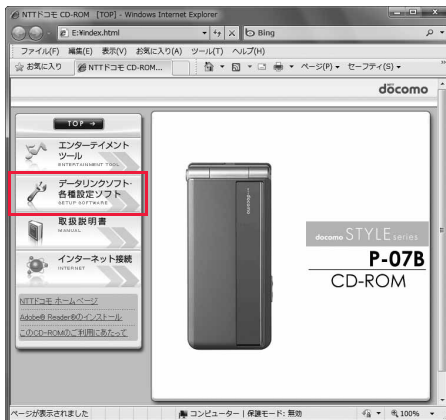 NTTドコモ CD-ROM [TOP] - Windows Internet Explorer
E:¥index.html
Bing
ファイル(F) 編集(E) 表示(V) お気に入り(A) ツール(T) ヘルプ(H)
お気に入り
NTTドコモ CD-ROM...
ページ(P)
セーフティ(S)
döcomo
TOP →
エンターテイメント
ツール
ENTERTAINMENT TOOL
データリンクソフト・
各種設定ソフト
SETUP SOFTWARE
取扱説明書
MANUAL
インターネット接続
INTERNET
NTTドコモ ホームページ
Adobe® Reader®のインストール
このCD-ROMのご利用にあたって
docomo
docomo STYLE series
P-07B
CD-ROM
ページが表示されました
コンピューター | 保護モード: 無効
100%